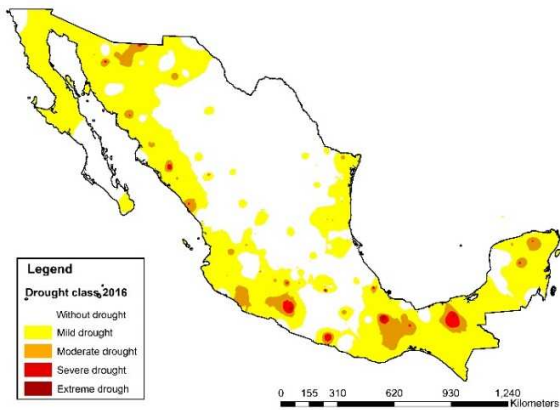 Legend
Drought class 2016
Without drought
Mild drought
Moderate drought
Severe drought
Extreme drough
0 155 310 620 930 1,240
Kilometers